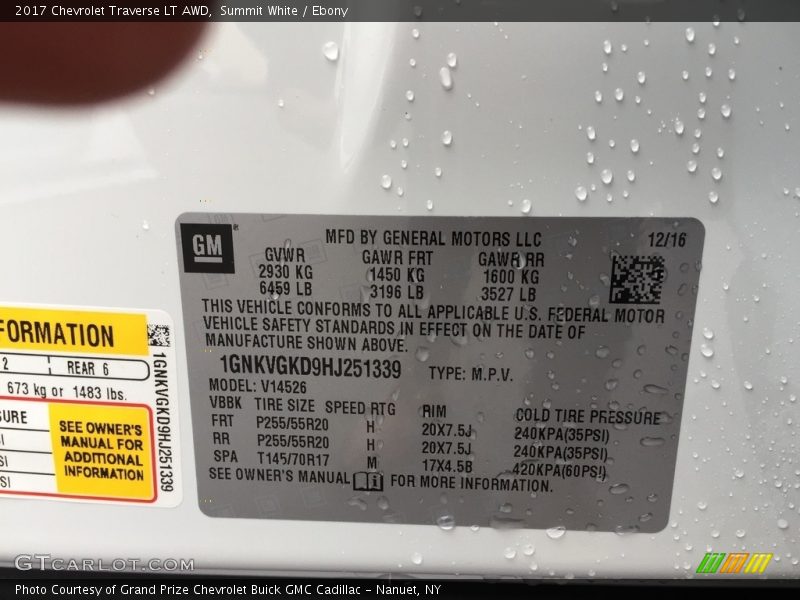 2017 Chevrolet Traverse LT AWD, Summit White / Ebony
GM
MFD BY GENERAL MOTORS LLC 12/16
GVWR GAWR FRT GAWR RR
2930 KG 1450 KG 1600 KG
6459 LB 3196 LB 3527 LB
THIS VEHICLE CONFORMS TO ALL APPLICABLE U.S. FEDERAL MOTOR
VEHICLE SAFETY STANDARDS IN EFFECT ON THE DATE OF
MANUFACTURE SHOWN ABOVE.
1GNKVGKD9HJ251339 TYPE: M.P.V.
MODEL: V14526
VBBK TIRE SIZE SPEED RTG RIM COLD TIRE PRESSURE
FRT P255/55R20 H 20X7.5J 240KPA(35PSI)
RR P255/55R20 H 20X7.5J 240KPA(35PSI)
SPA T145/70R17 M 17X4.5B 420KPA(60PSI)
SEE OWNER'S MANUAL FOR MORE INFORMATION.
FORMATION
2 REAR 6
673 kg or 1483 lbs.
SURE
SI
SI
SI
SEE OWNER'S
MANUAL FOR
ADDITIONAL
INFORMATION
1GNKVGKD9HJ251339
GTCARLOT.COM
Photo Courtesy of Grand Prize Chevrolet Buick GMC Cadillac – Nanuet, NY